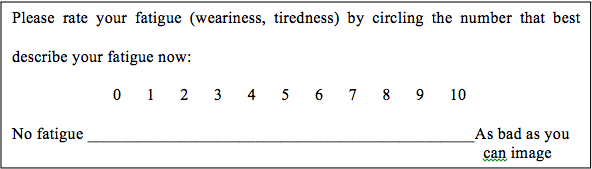 Please rate your fatigue (weariness, tiredness) by circling the number that best
describe your fatigue now:
0 1 2 3 4 5 6 7 8 9 10
No fatigue ________________________________________________ As bad as you
can image